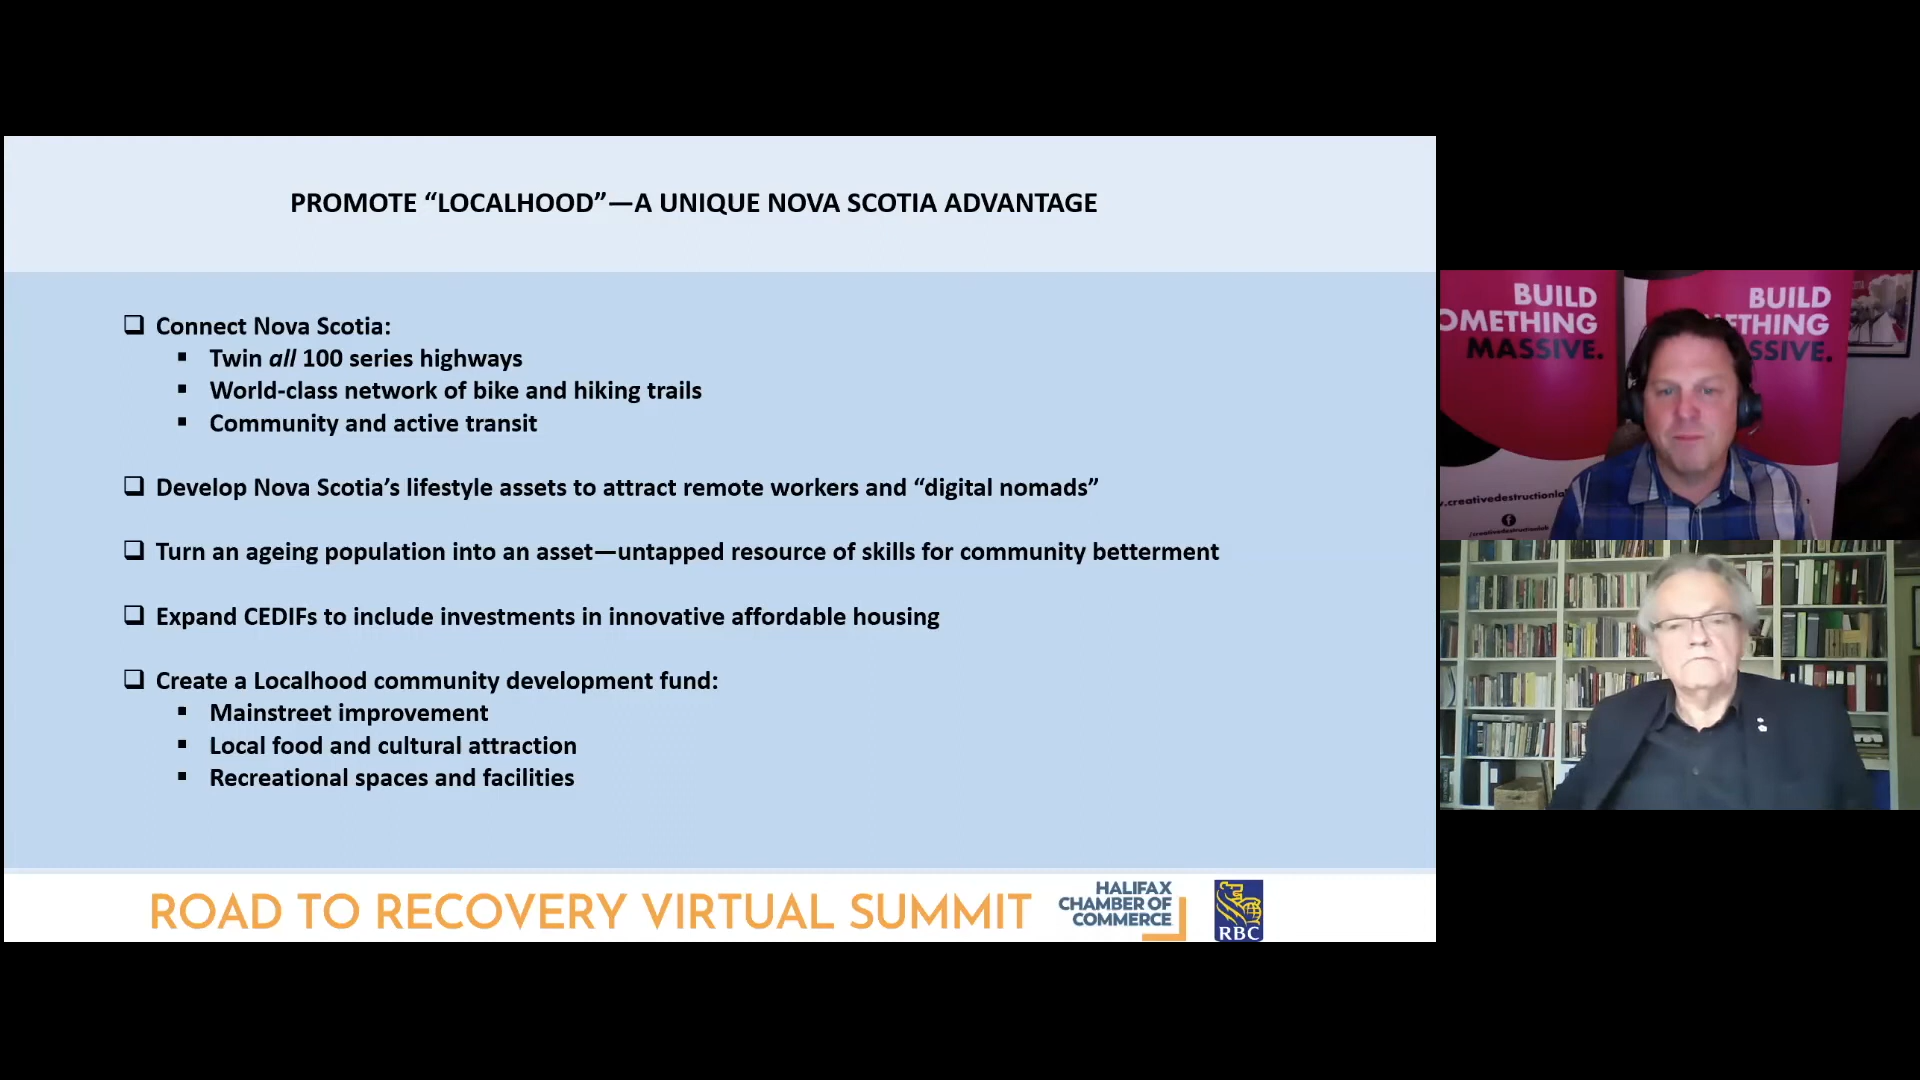 PROMOTE “LOCALHOOD”—A UNIQUE NOVA SCOTIA ADVANTAGE
Connect Nova Scotia:
Twin all 100 series highways
World-class network of bike and hiking trails
Community and active transit
Develop Nova Scotia’s lifestyle assets to attract remote workers and “digital nomads”
Turn an ageing population into an asset—untapped resource of skills for community betterment
Expand CEDIFs to include investments in innovative affordable housing
Create a Localhood community development fund:
Mainstreet improvement
Local food and cultural attraction
Recreational spaces and facilities
ROAD TO RECOVERY VIRTUAL SUMMIT
HALIFAX
CHAMBER OF
COMMERCE
RBC
BUILD
OMETHING
MASSIVE.
.creativedestructionla
/creativedestructionlab
BUILD
ETHING
SSIVE.